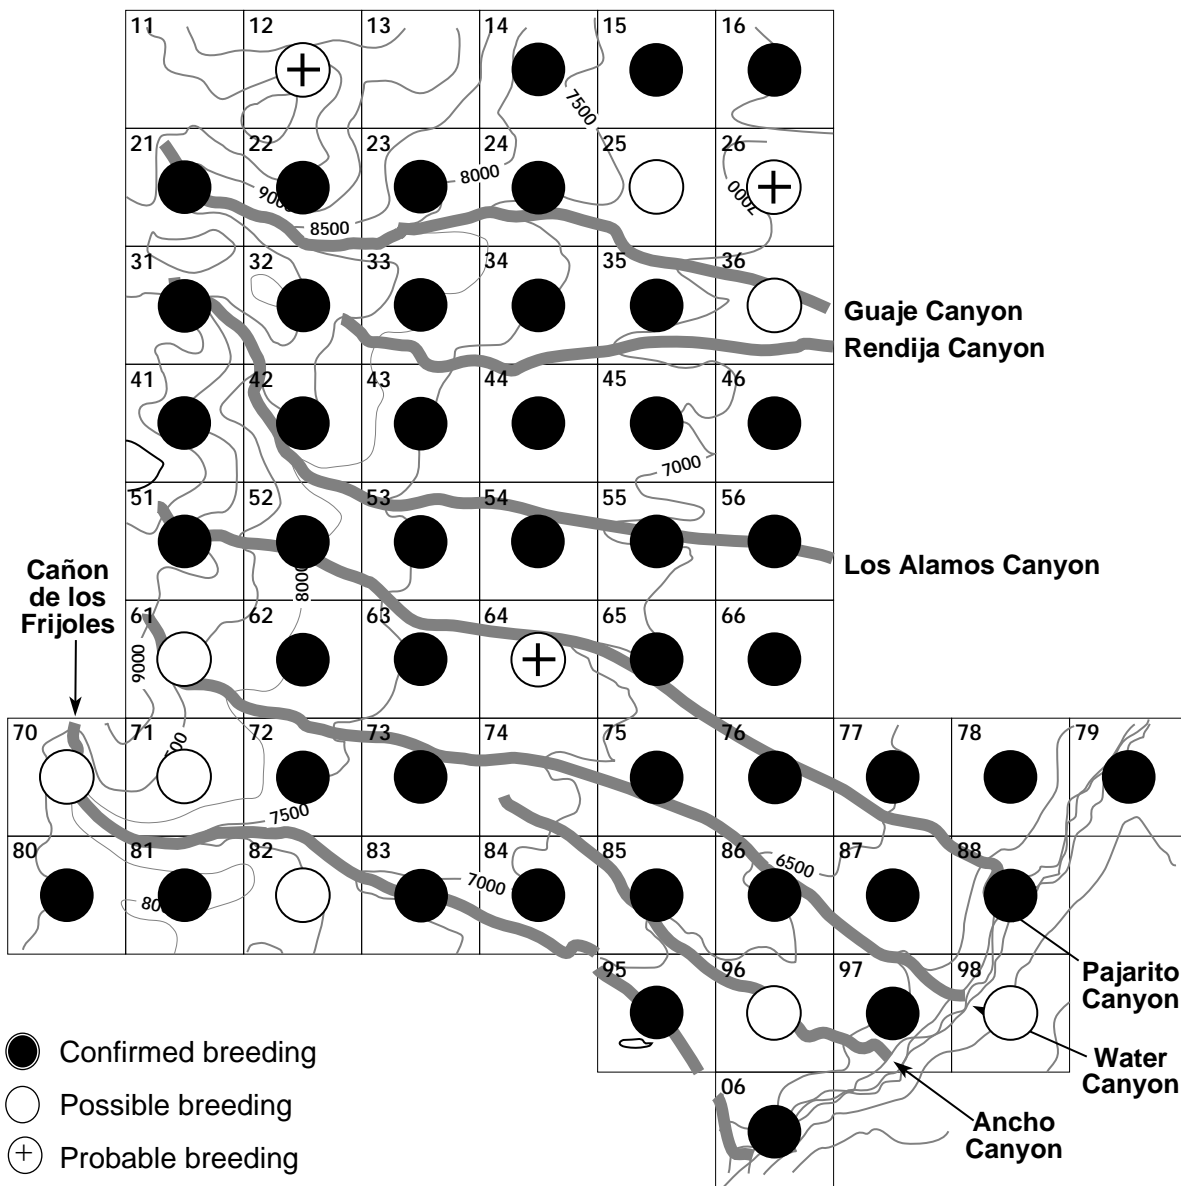 11 12 13 14 15 16
7500
21 22 23 24 25 26
8000
9000
7000
8500
31 32 33 34 35 36
Guaje Canyon
Rendija Canyon
41 42 43 44 45 46
7000
51 52 53 54 55 56
Los Alamos Canyon
Cañon
de los
Frijoles
8000
61 62 63 64 65 66
9000
70 71 72 73 74 75 76 77 78 79
7500
80 81 82 83 84 85 86 87 88
6500
7000
95 96 97 98
Pajarito
Canyon
Water
Canyon
06
Ancho
Canyon
Confirmed breeding
Possible breeding
Probable breeding